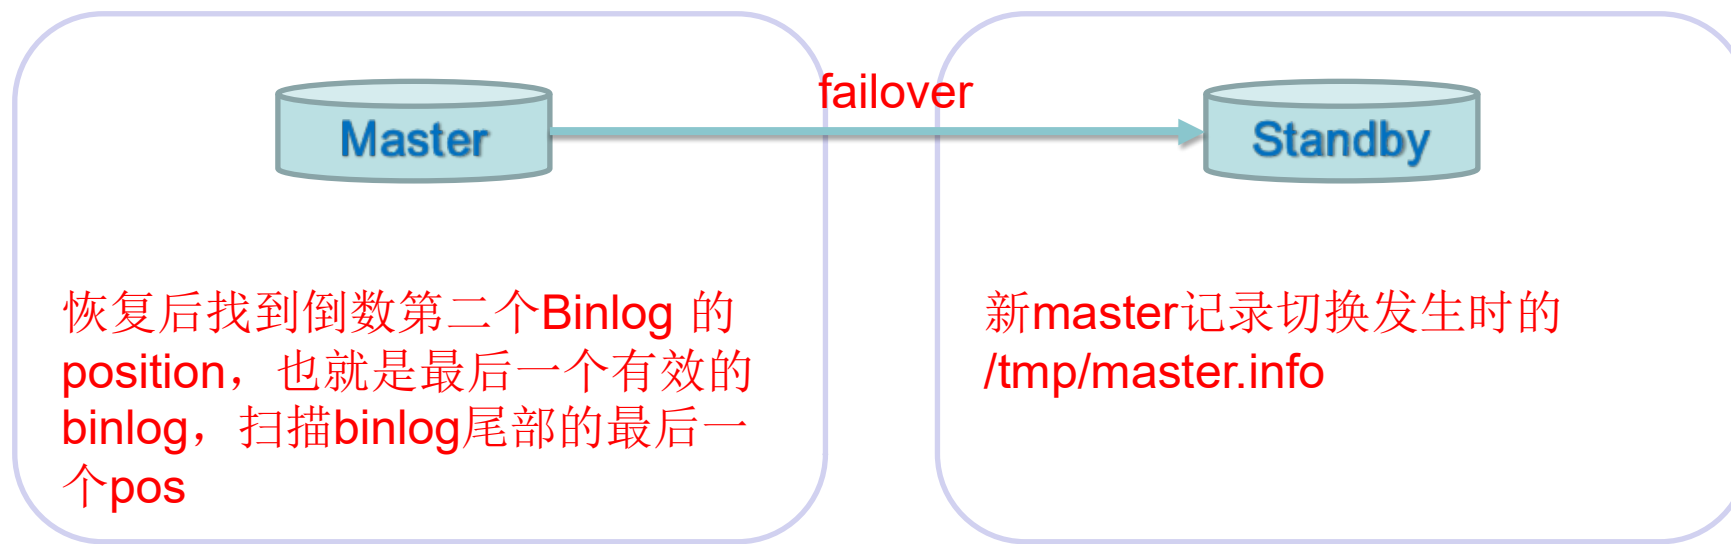 failover
Master
Standby
恢复后找到倒数第二个Binlog 的
position，也就是最后一个有效的
binlog，扫描binlog尾部的最后一
个pos
新master记录切换发生时的
/tmp/master.info